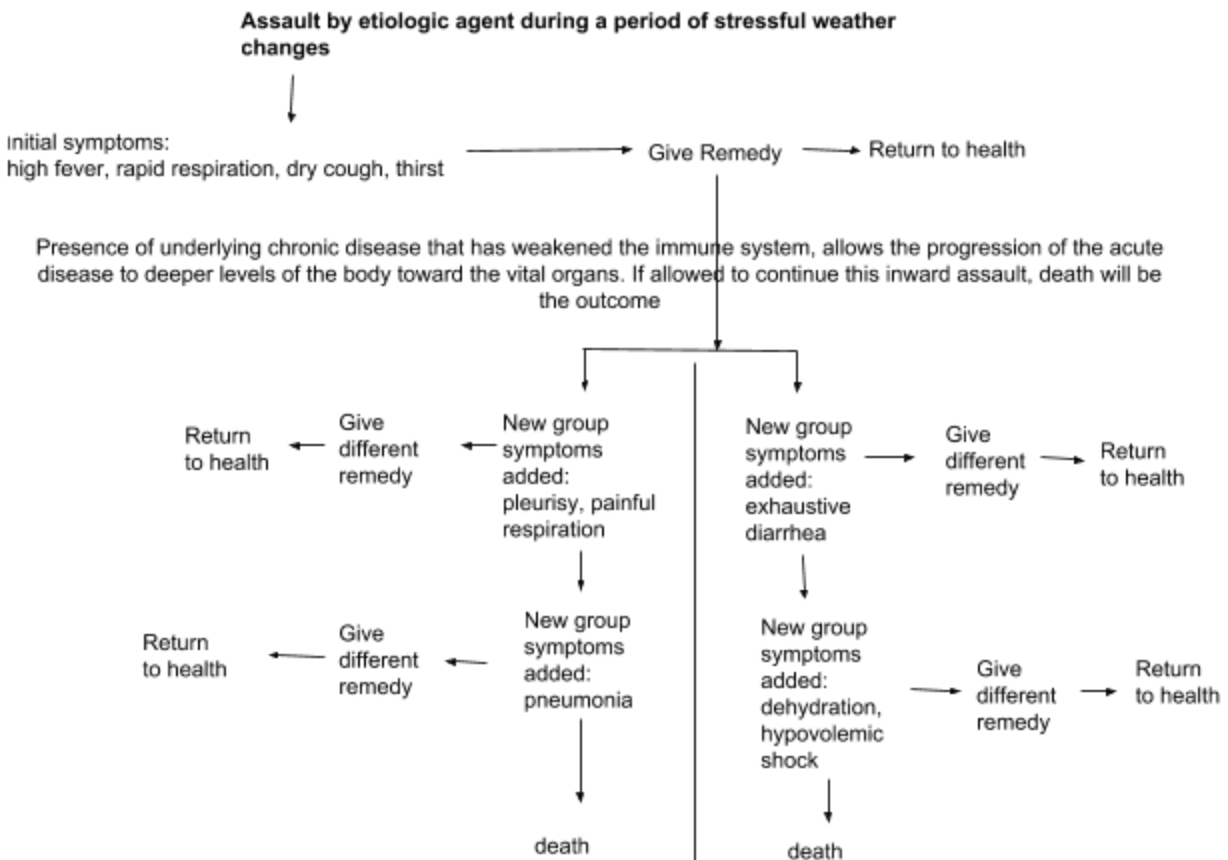 Assault by etiologic agent during a period of stressful weather
changes
Initial symptoms:
high fever, rapid respiration, dry cough, thirst
Give Remedy
Return to health
Presence of underlying chronic disease that has weakened the immune system, allows the progression of the acute
disease to deeper levels of the body toward the vital organs. If allowed to continue this inward assault, death will be
the outcome
Return
to health
Give
different
remedy
New group
symptoms
added:
pleurisy, painful
respiration
New group
symptoms
added:
exhaustive
diarrhea
Give
different
remedy
Return
to health
Return
to health
Give
different
remedy
New group
symptoms
added:
pneumonia
New group
symptoms
added:
dehydration,
hypovolemic
shock
Give
different
remedy
Return
to health
death
death